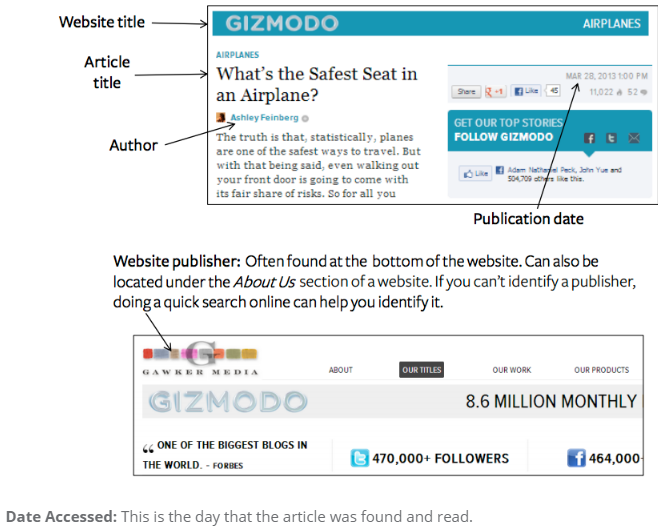 Website title
GIZMODO
AIRPLANES
Article
title
AIRPLANES
What's the Safest Seat in
an Airplane?
MAR 28, 2013 1:00 PM
Share +1 Like 45 11,022 52
Author
Ashley Feinberg
The truth is that, statistically, planes
are one of the safest ways to travel. But
with that being said, even walking out
your front door is going to come with
its fair share of risks. So for all you
GET OUR TOP STORIES
FOLLOW GIZMODO
Like Adam Nathaniel Peck, John Yue and
504,709 others like this.
Publication date
Website publisher: Often found at the bottom of the website. Can also be
located under the About Us section of a website. If you can't identify a publisher,
doing a quick search online can help you identify it.
G
GAWKER MEDIA
ABOUT OUR TITLES OUR WORK OUR PRODUCTS
GIZMODO
8.6 MILLION MONTHLY
“ ONE OF THE BIGGEST BLOGS IN
THE WORLD. - FORBES
470,000+ FOLLOWERS
464,000
Date Accessed: This is the day that the article was found and read.